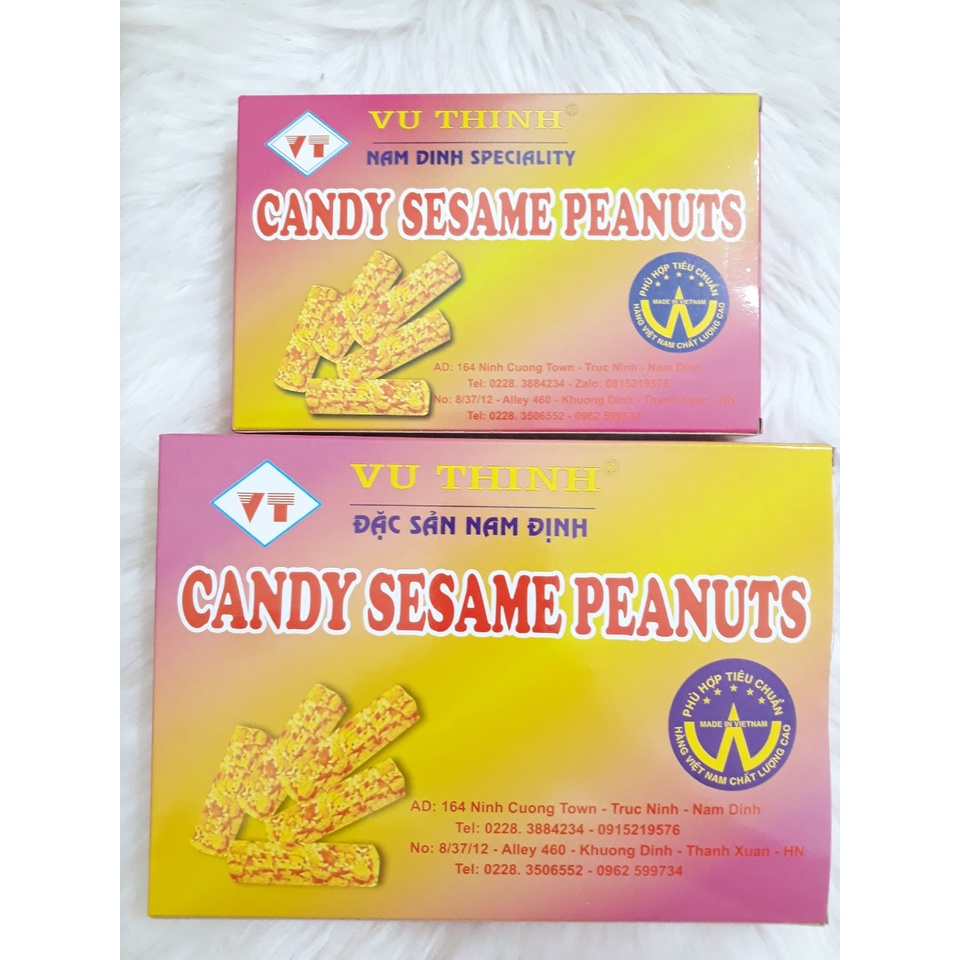 VT
VU THINH®
NAM DINH SPECIALITY
CANDY SESAME PEANUTS
PHÙ HỢP TIÊU CHUẨN
MADE IN VIETNAM
HÀNG VIỆT NAM CHẤT LƯỢNG CAO
AD: 164 Ninh Cuong Town - Truc Ninh - Nam Dinh
Tel: 0228. 3884234 - Zalo: 0915219576
No: 8/37/12 - Alley 460 - Khuong Dinh - Thanh Xuan - HN
Tel: 0228. 3506552 - 0962 599734
VT
VU THINH®
ĐẶC SẢN NAM ĐỊNH
CANDY SESAME PEANUTS
PHÙ HỢP TIÊU CHUẨN
MADE IN VIETNAM
HÀNG VIỆT NAM CHẤT LƯỢNG CAO
AD: 164 Ninh Cuong Town - Truc Ninh - Nam Dinh
Tel: 0228. 3884234 - 0915219576
No: 8/37/12 - Alley 460 - Khuong Dinh - Thanh Xuan - HN
Tel: 0228. 3506552 - 0962 599734